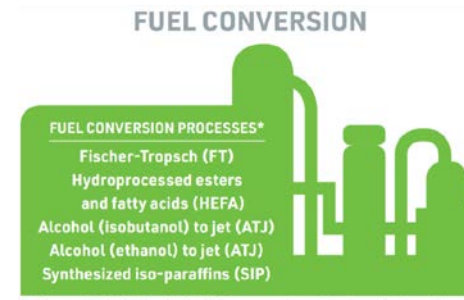 FUEL CONVERSION
FUEL CONVERSION PROCESSES*
Fischer-Tropsch (FT)
Hydroprocessed esters
and fatty acids (HEFA)
Alcohol (isobutanol) to jet (ATJ)
Alcohol (ethanol) to jet (ATJ)
Synthesized iso-paraffins (SIP)